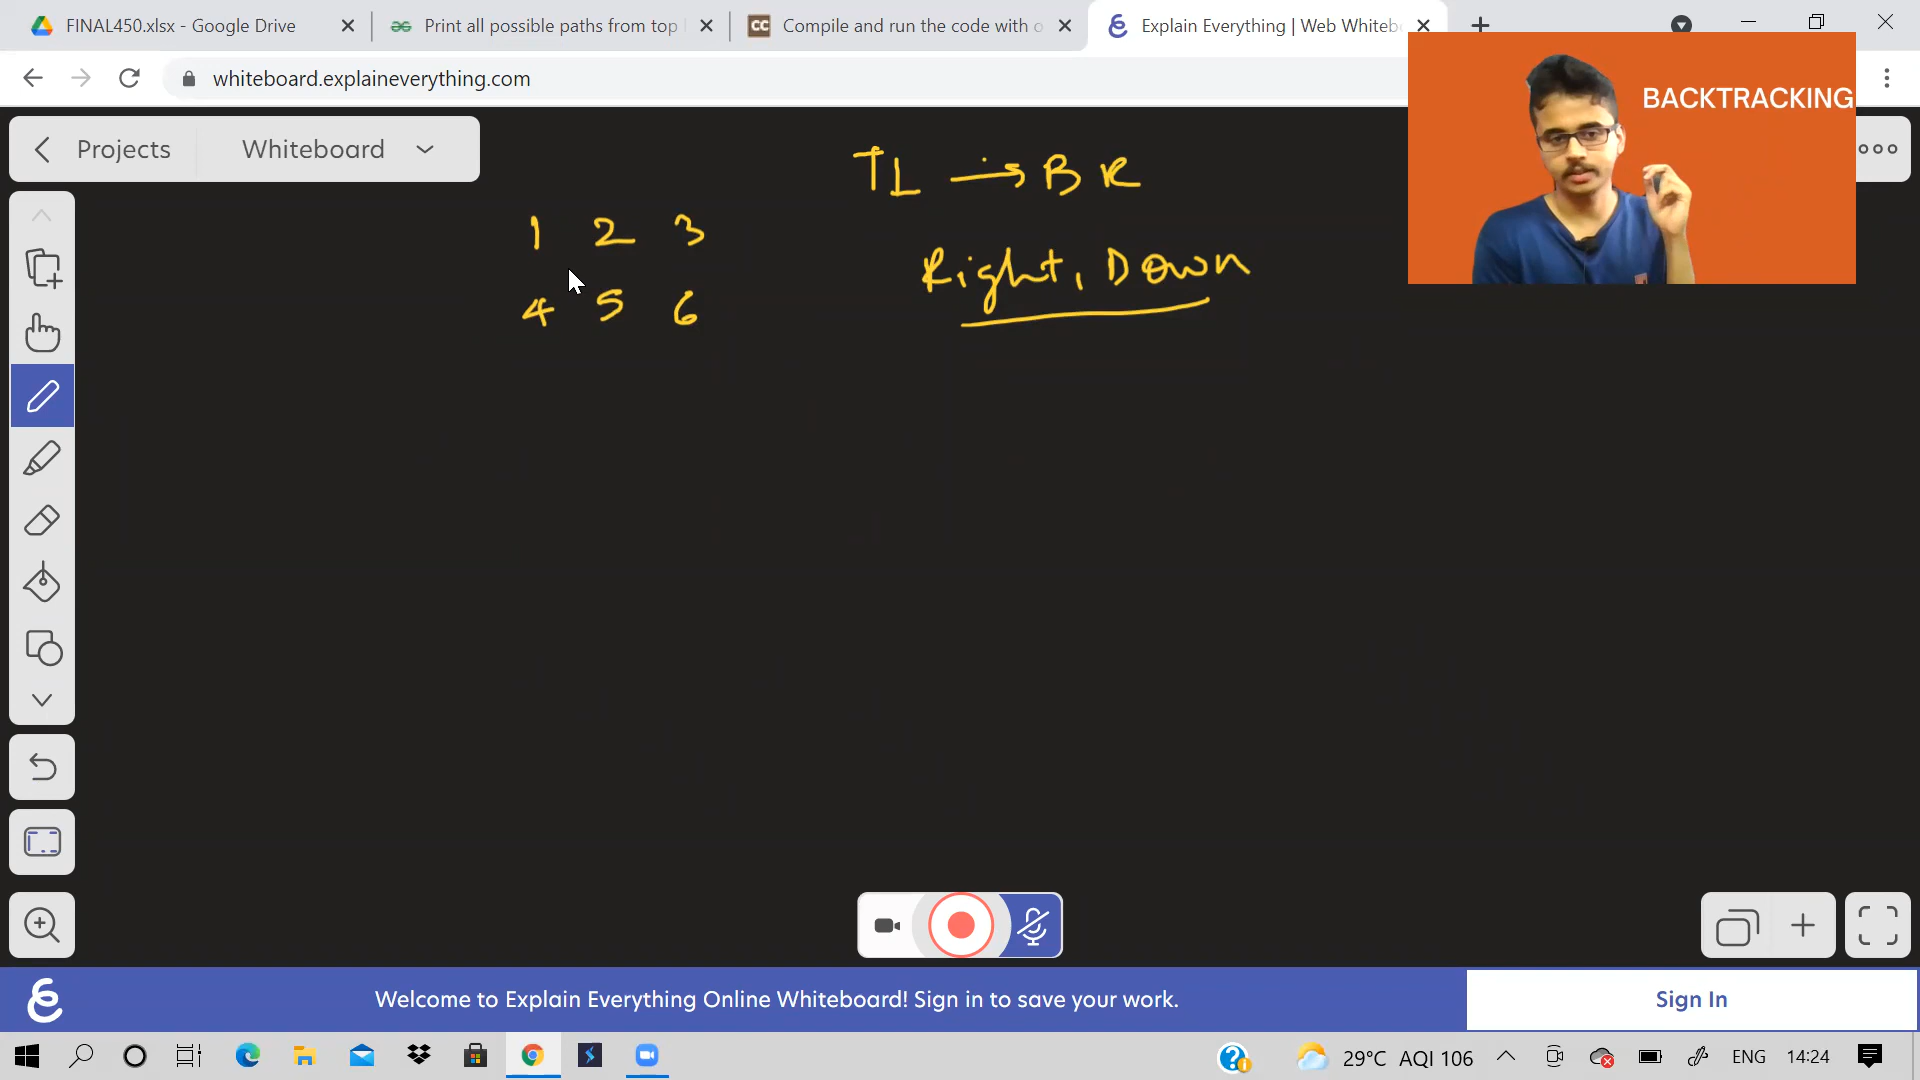 FINAL450.xlsx - Google Drive
Print all possible paths from top
Compile and run the code with o
Explain Everything | Web Whiteb
whiteboard.explaineverything.com
BACKTRACKING
Projects
Whiteboard
TL → BR
1 2 3
Right, Down
4 5 6
Welcome to Explain Everything Online Whiteboard! Sign in to save your work.
Sign In
29°C AQI 106
ENG
14:24